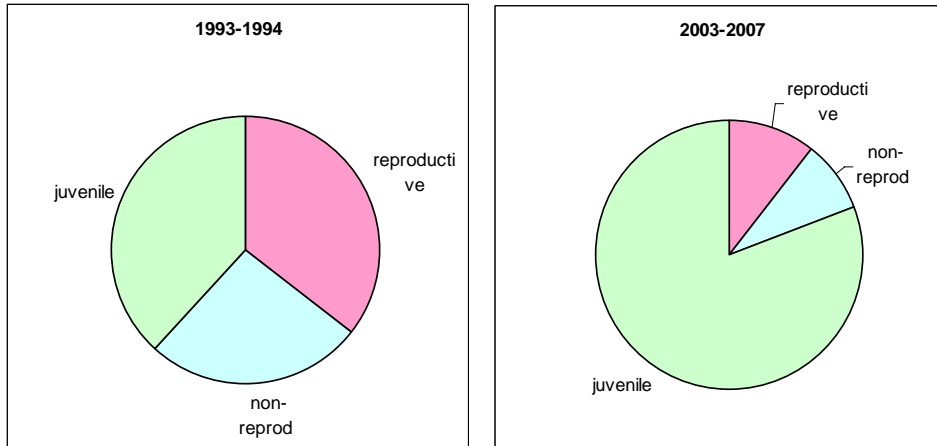 1993-1994
reproducti
ve
juvenile
non-
reprod
2003-2007
reproducti
ve
non-
reprod
juvenile